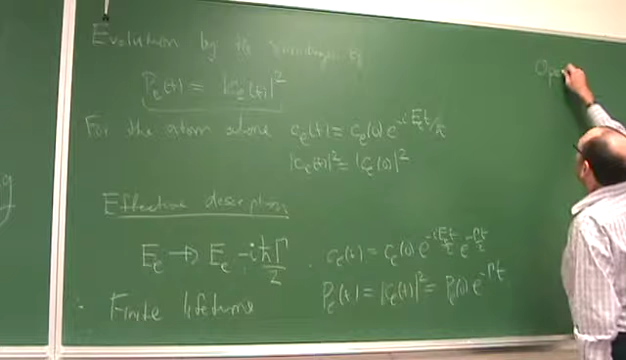 Evolution by the
P_e(t) = |c_e(t)|²
For the atom alone c_e(t) = c_e(0) e^{-iE_e t/ħ}
|c_e(t)|² = |c_e(0)|²
Effective description
E_e → E_e - iħΓ/2
c_e(t) = c_e(0) e^{-iE_e t/ħ} e^{-Γt/2}
Finite lifetime
P_e(t) = |c_e(t)|² = P_e(0) e^{-Γt}